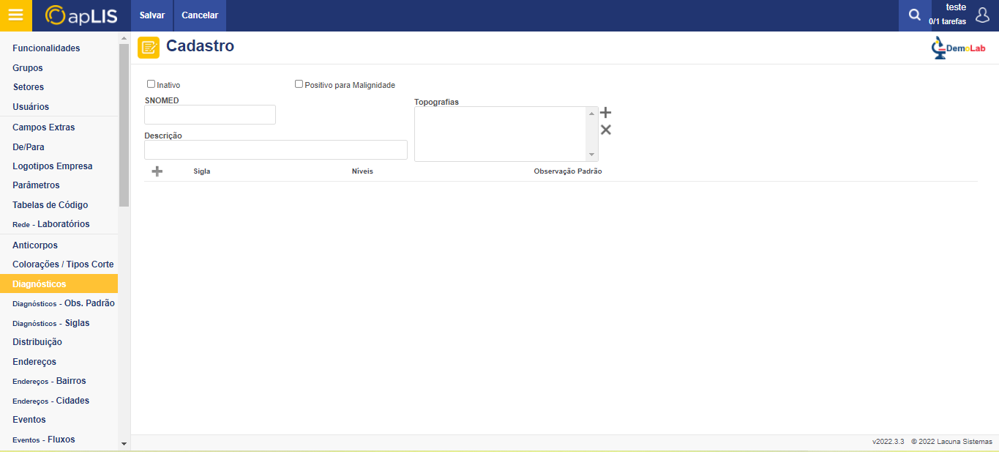 apLIS
Salvar
Cancelar
teste
0/1 tarefas
Funcionalidades
Grupos
Setores
Usuários
Campos Extras
De/Para
Logotipos Empresa
Parâmetros
Tabelas de Código
Rede - Laboratórios
Anticorpos
Colorações / Tipos Corte
Diagnósticos
Diagnósticos - Obs. Padrão
Diagnósticos - Siglas
Distribuição
Endereços
Endereços - Bairros
Endereços - Cidades
Eventos
Eventos - Fluxos
Cadastro
DemoLab
Inativo
Positivo para Malignidade
SNOMED
Topografias
Descrição
Sigla
Níveis
Observação Padrão
v2022.3.3 © 2022 Lacuna Sistemas